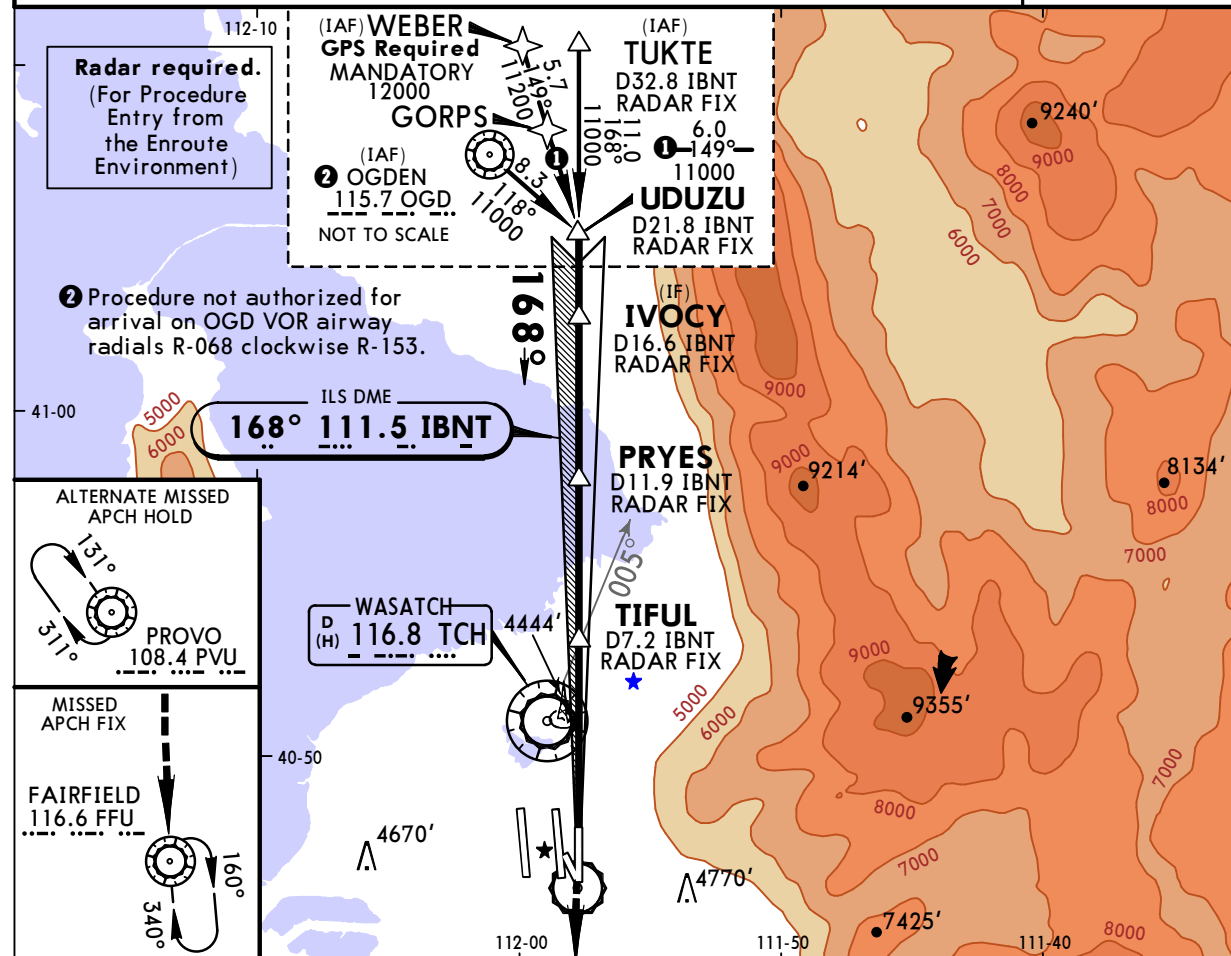 112-10
Radar required.
(For Procedure
Entry from
the Enroute
Environment)
(IAF) WEBER
GPS Required
MANDATORY
12000
GORPS
5.7
149°
11200
(IAF)
TUKTE
D32.8 IBNT
RADAR FIX
11.0
168°
11000
1 6.0
149°
11000
1
(IAF)
2 OGDEN
115.7 OGD
NOT TO SCALE
8.3
118°
11000
UDUZU
D21.8 IBNT
RADAR FIX
168°
2 Procedure not authorized for
arrival on OGD VOR airway
radials R-068 clockwise R-153.
(IF)
IVOCY
D16.6 IBNT
RADAR FIX
41-00
ILS DME
168° 111.5 IBNT
PRYES
D11.9 IBNT
RADAR FIX
005°
5000
6000
ALTERNATE MISSED
APCH HOLD
131°
311°
PROVO
108.4 PVU
WASATCH
D
(H) 116.8 TCH
4444'
TIFUL
D7.2 IBNT
RADAR FIX
MISSED
APCH FIX
FAIRFIELD
116.6 FFU
160°
340°
40-50
4670'
4770'
112-00
111-50
111-40
9240'
9000
8000
7000
6000
9000
9000
9214'
8134'
8000
7000
9000
9355'
5000
6000
8000
7000
7000
7425'
8000